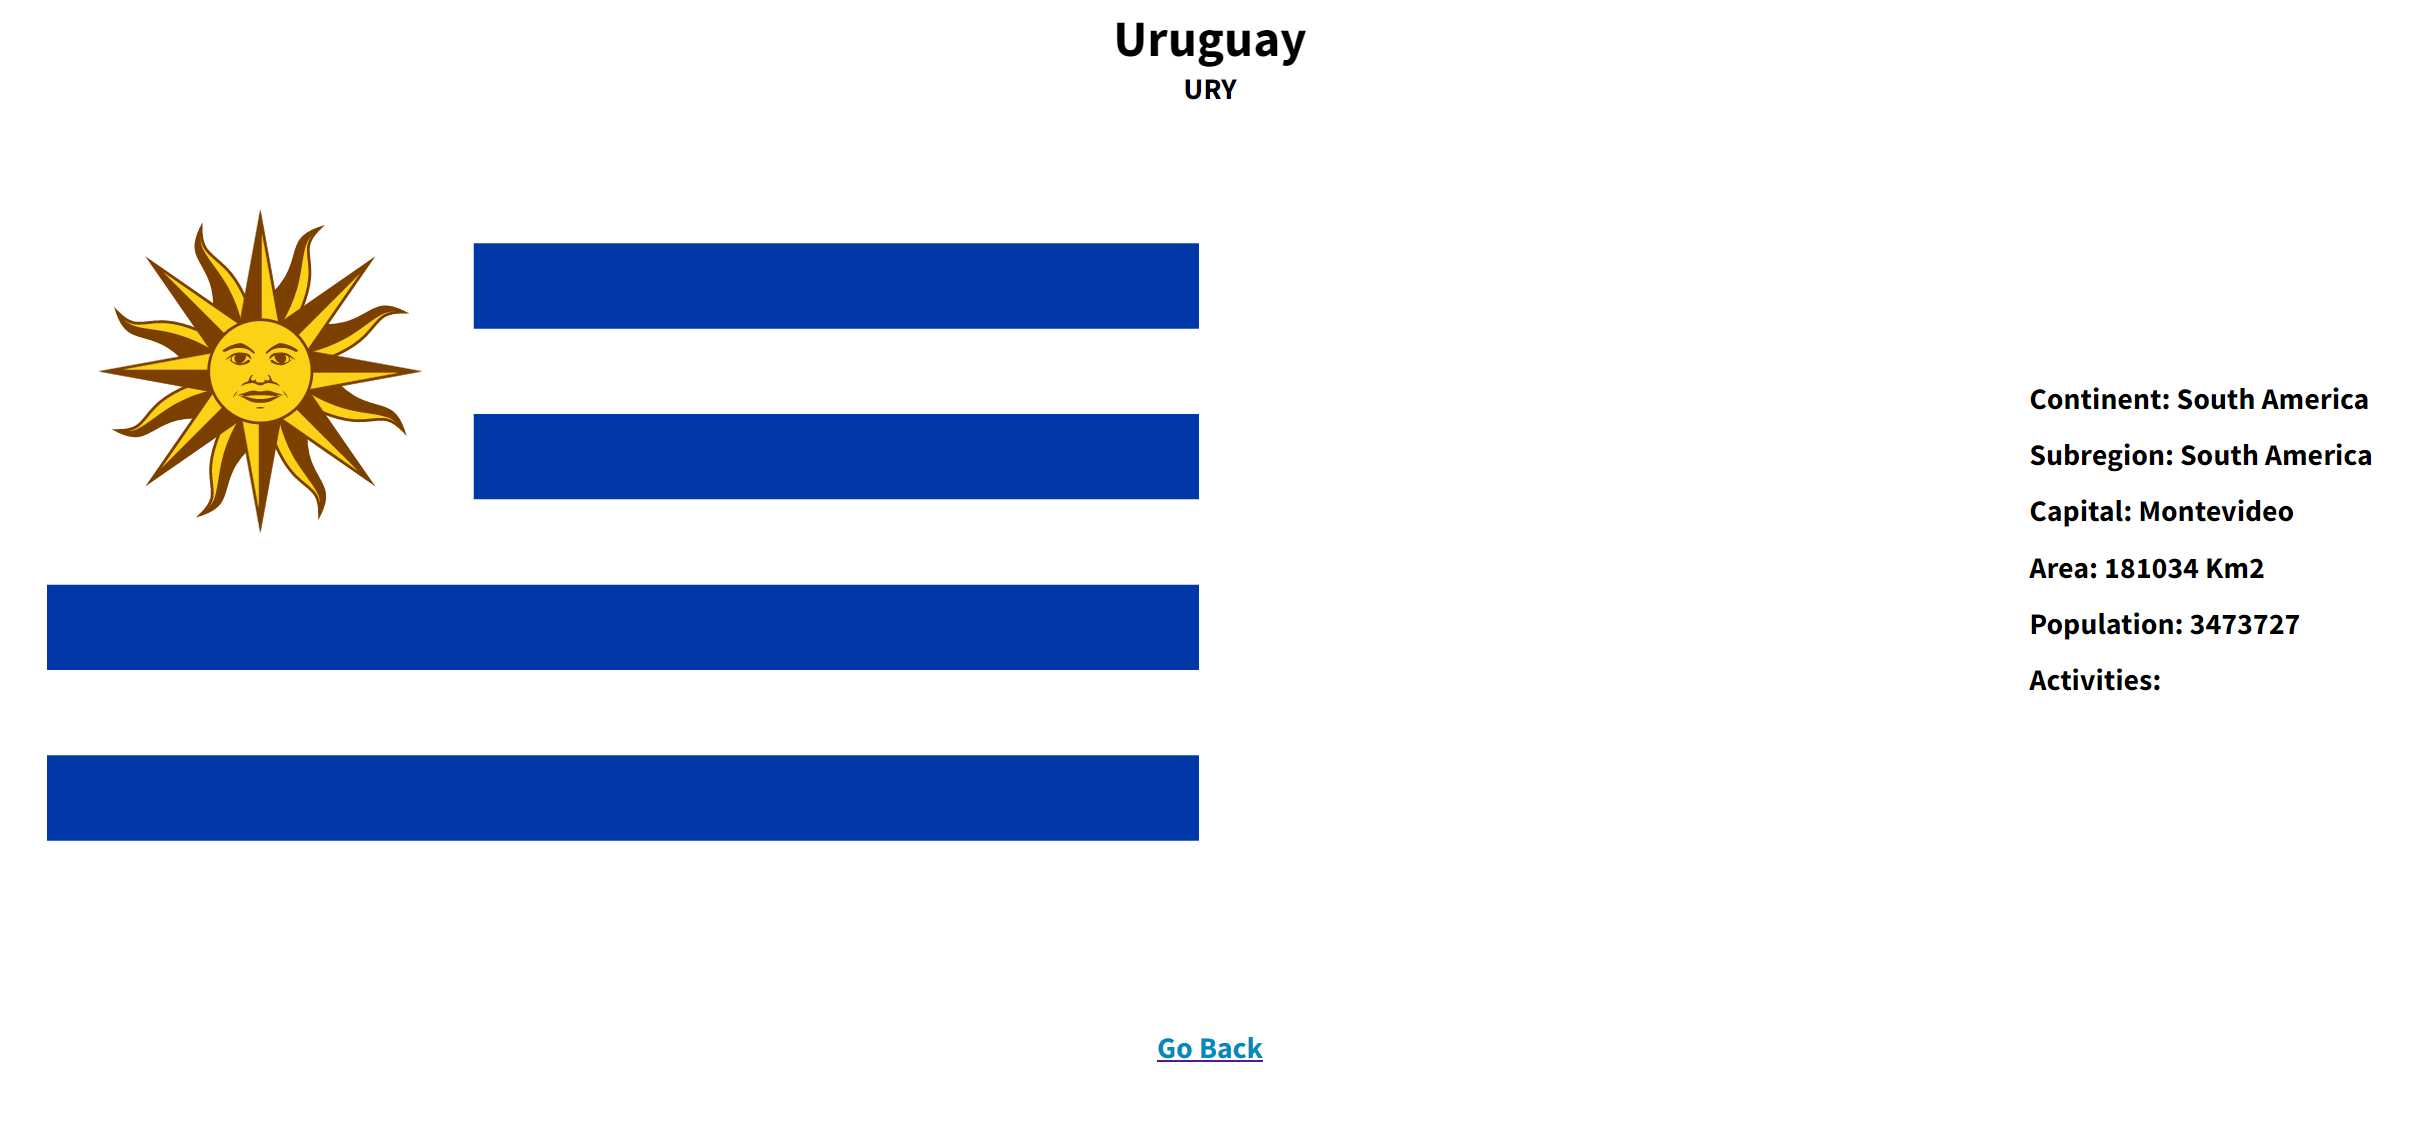 Uruguay
URY
Continent: South America
Subregion: South America
Capital: Montevideo
Area: 181034 Km2
Population: 3473727
Activities:
Go Back